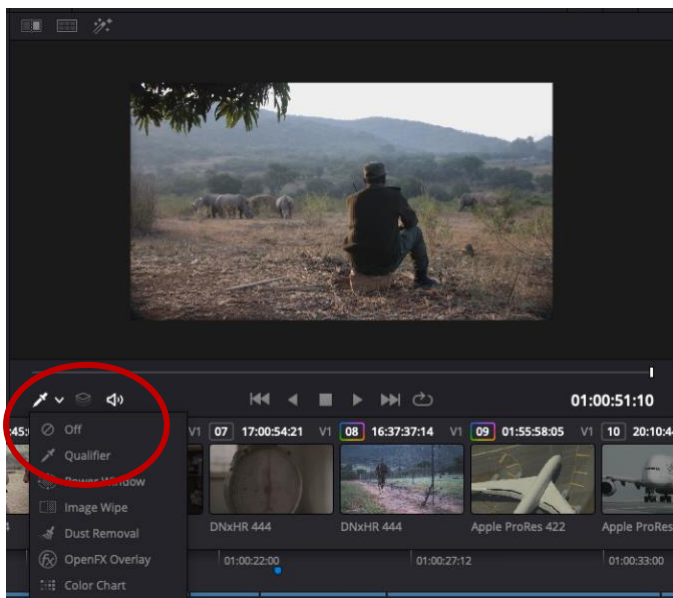 01:00:51:10
45:
V1 07 17:00:54:21 V1 08 16:37:37:14 V1 09 01:55:58:05 V1 10 20:10:4
Off
Qualifier
Power Window
Image Wipe
Dust Removal
OpenFX Overlay
Color Chart
4 DNxHR 444 DNxHR 444 Apple ProRes 422 Apple ProRes
01:00:22:00 01:00:27:12 01:00:33:00